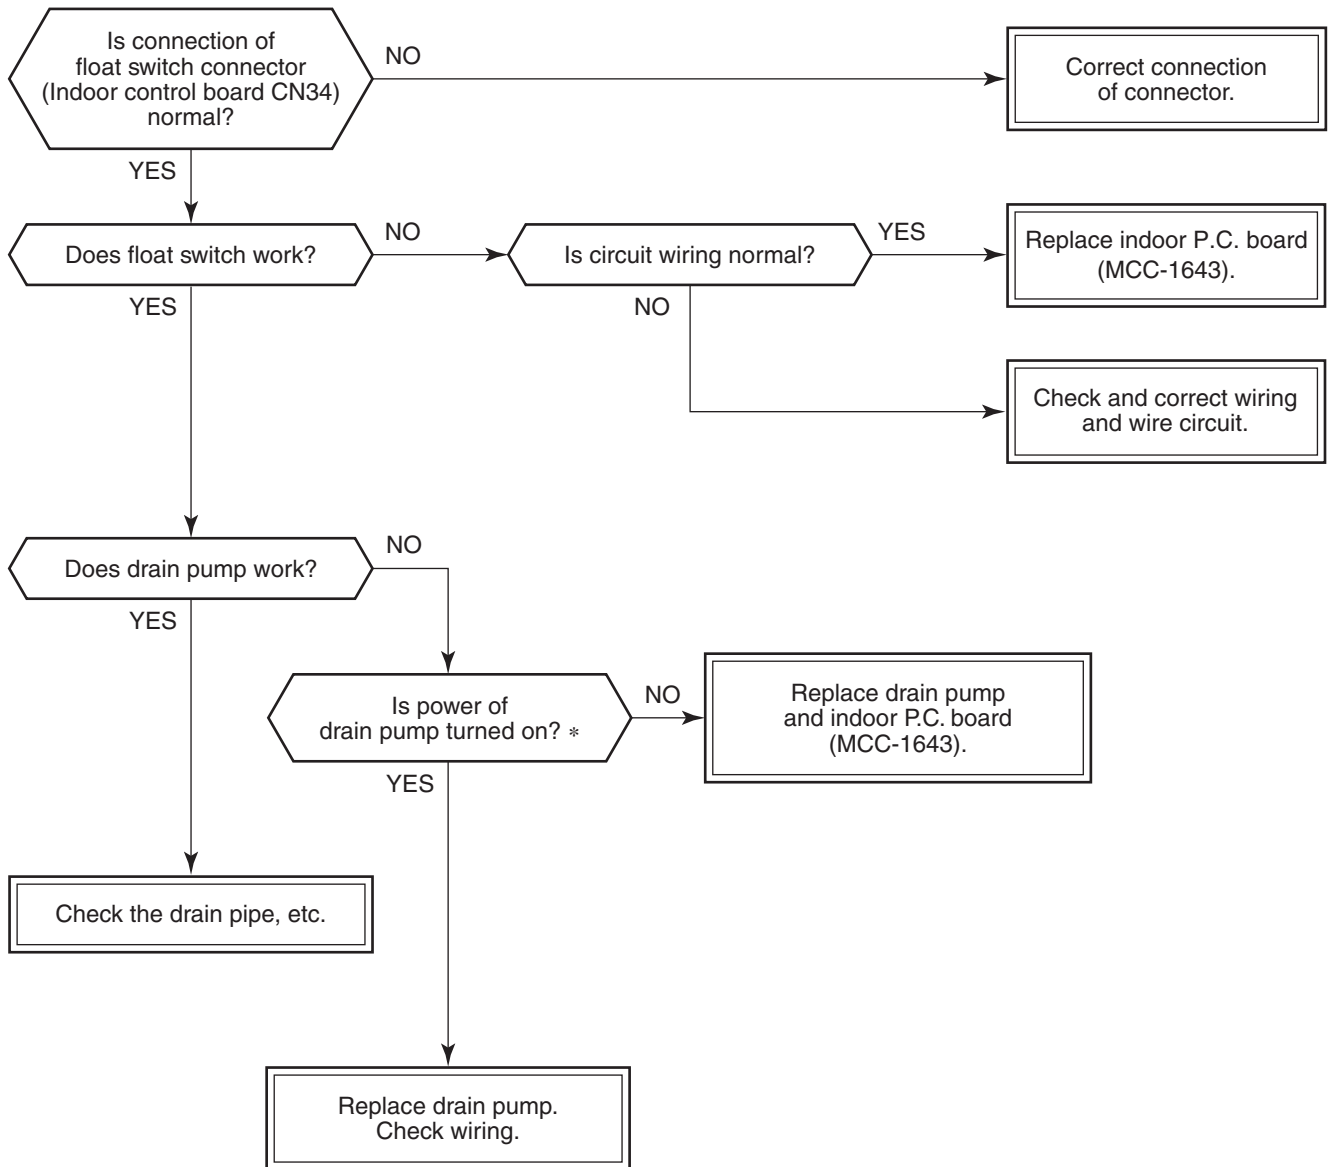 Is connection of
float switch connector
(Indoor control board CN34)
normal?
NO
Correct connection
of connector.
YES
Does float switch work?
NO
Is circuit wiring normal?
YES
Replace indoor P.C. board
(MCC-1643).
YES
NO
Check and correct wiring
and wire circuit.
Does drain pump work?
NO
YES
Is power of
drain pump turned on? *
NO
Replace drain pump
and indoor P.C. board
(MCC-1643).
YES
Check the drain pipe, etc.
Replace drain pump.
Check wiring.